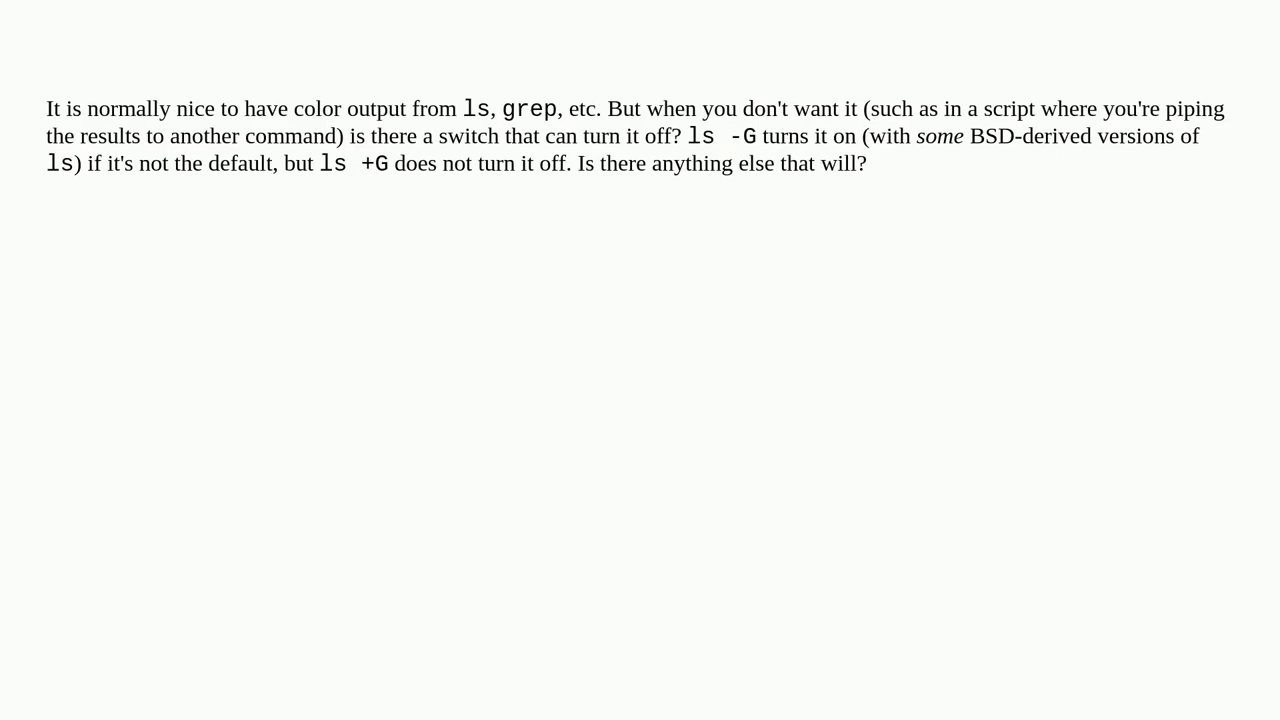 It is normally nice to have color output from ls, grep, etc. But when you don't want it (such as in a script where you're piping
the results to another command) is there a switch that can turn it off? ls -G turns it on (with some BSD-derived versions of
ls) if it's not the default, but ls +G does not turn it off. Is there anything else that will?